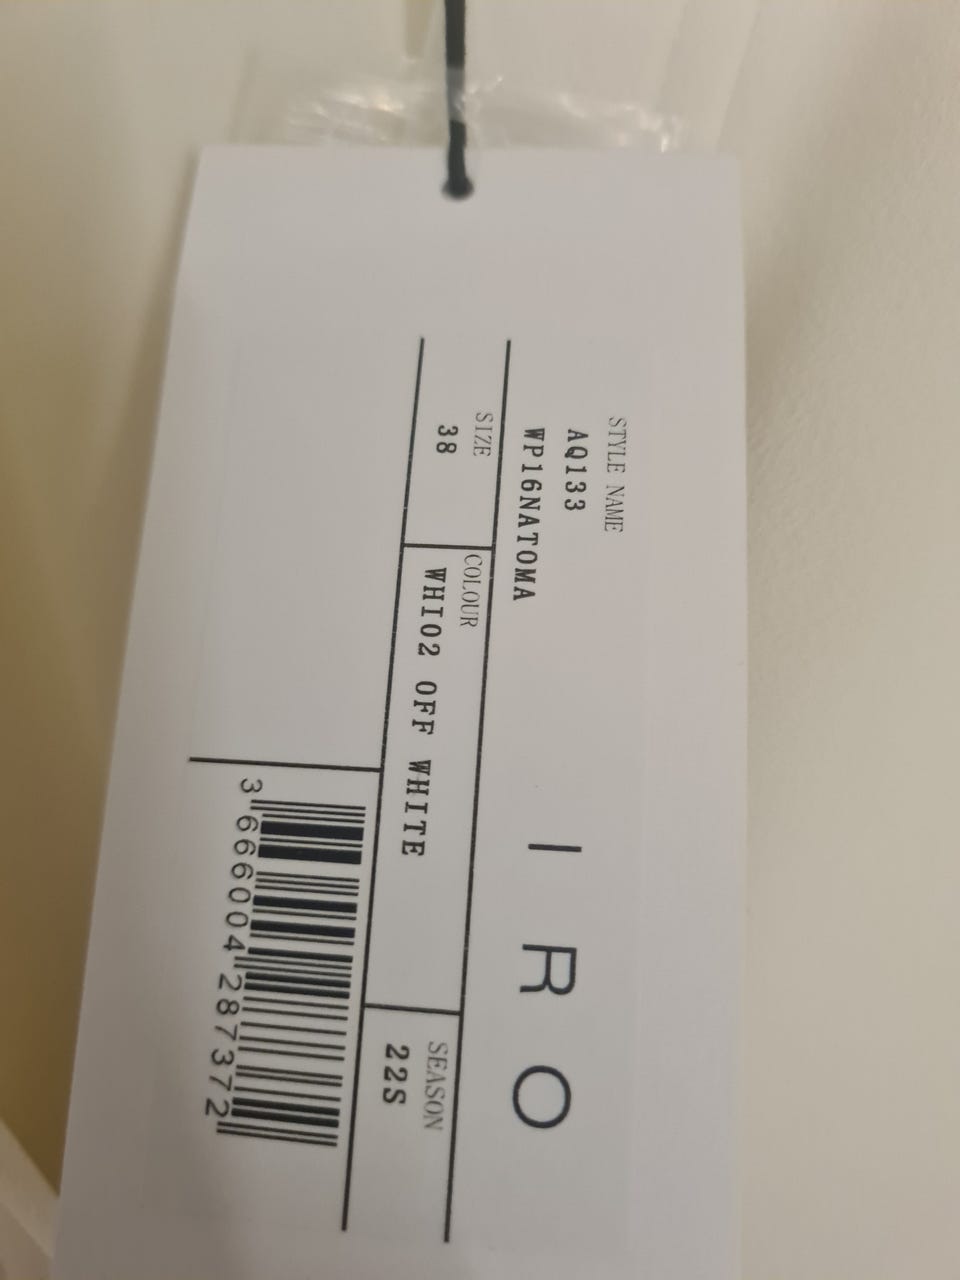 STYLE NAME
AQ133
WP16NATOMA
IRO
SIZE
38
COLOUR
WHI02 OFF WHITE
SEASON
22S
3 666004 287372